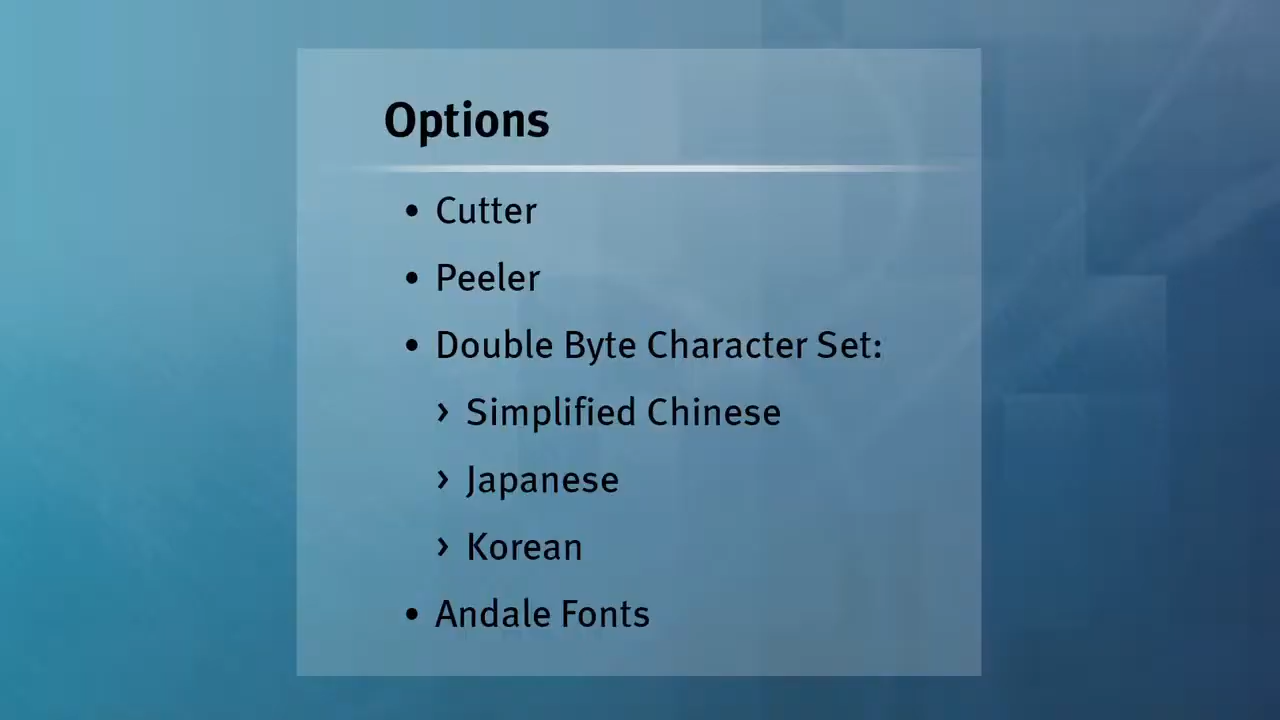 Options
• Cutter
• Peeler
• Double Byte Character Set:
› Simplified Chinese
› Japanese
› Korean
• Andale Fonts